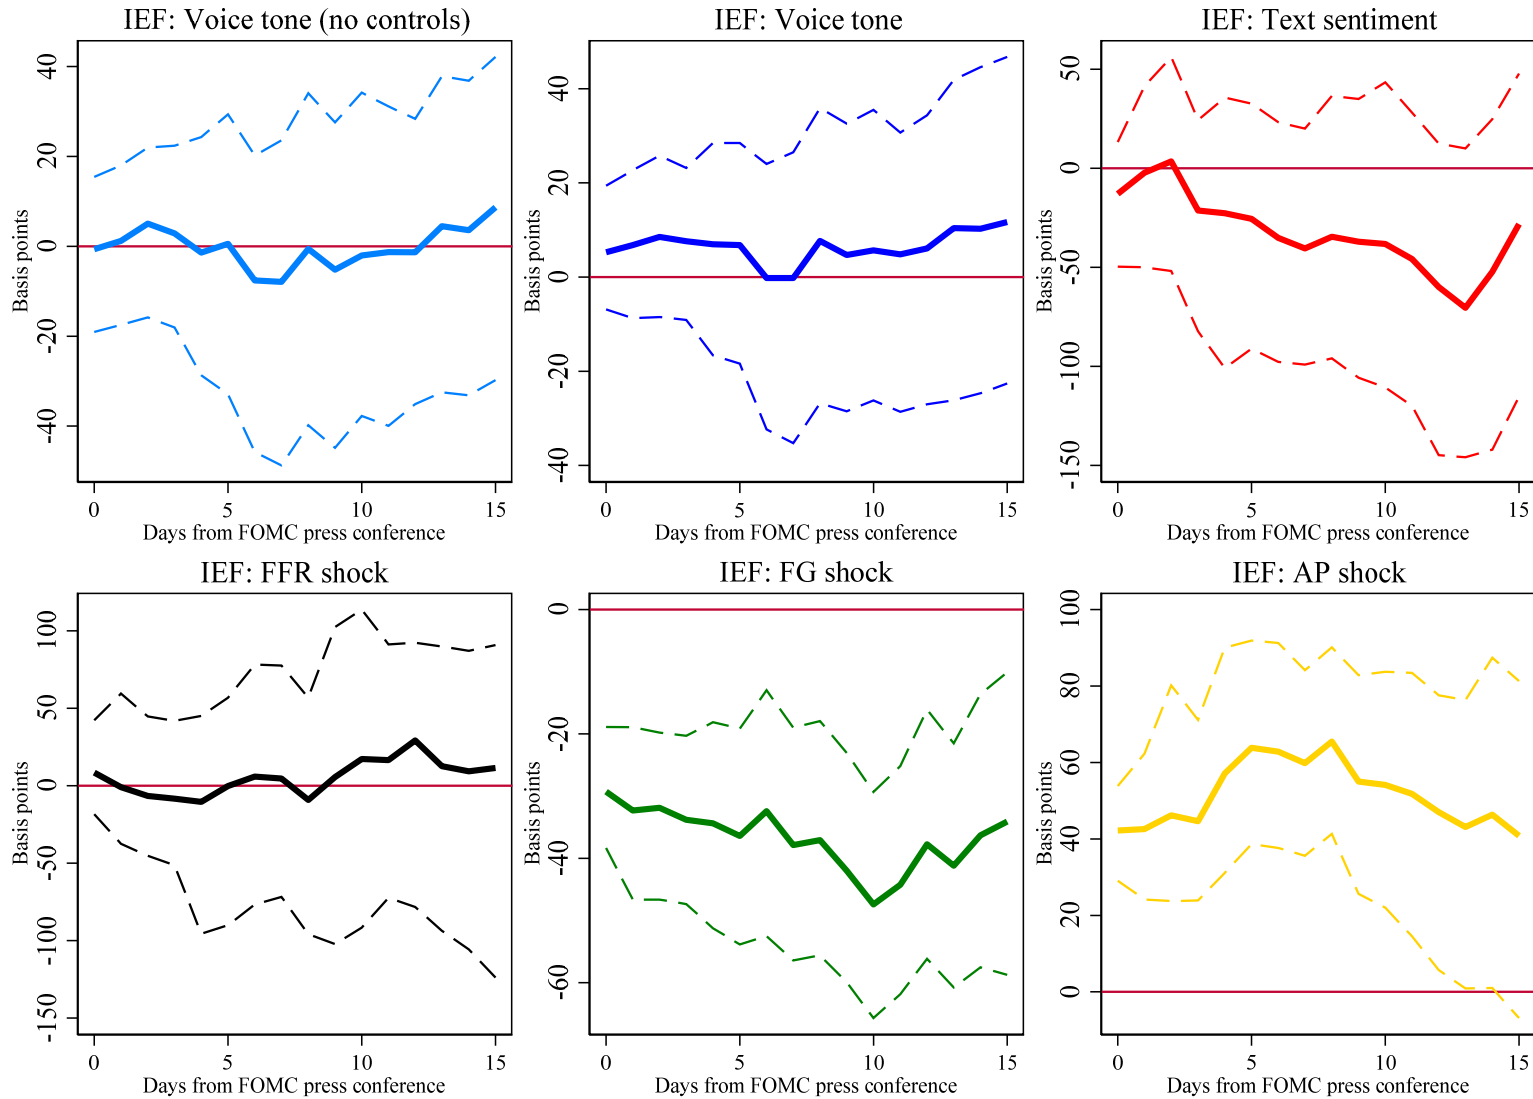 IEF: Voice tone (no controls)
Basis points
40
20
0
-20
-40
0 5 10 15
Days from FOMC press conference
IEF: Voice tone
Basis points
40
20
0
-20
-40
0 5 10 15
Days from FOMC press conference
IEF: Text sentiment
Basis points
50
0
-50
-100
-150
0 5 10 15
Days from FOMC press conference
IEF: FFR shock
Basis points
100
50
0
-50
-100
-150
0 5 10 15
Days from FOMC press conference
IEF: FG shock
Basis points
0
-20
-40
-60
0 5 10 15
Days from FOMC press conference
IEF: AP shock
Basis points
100
80
60
40
20
0
0 5 10 15
Days from FOMC press conference